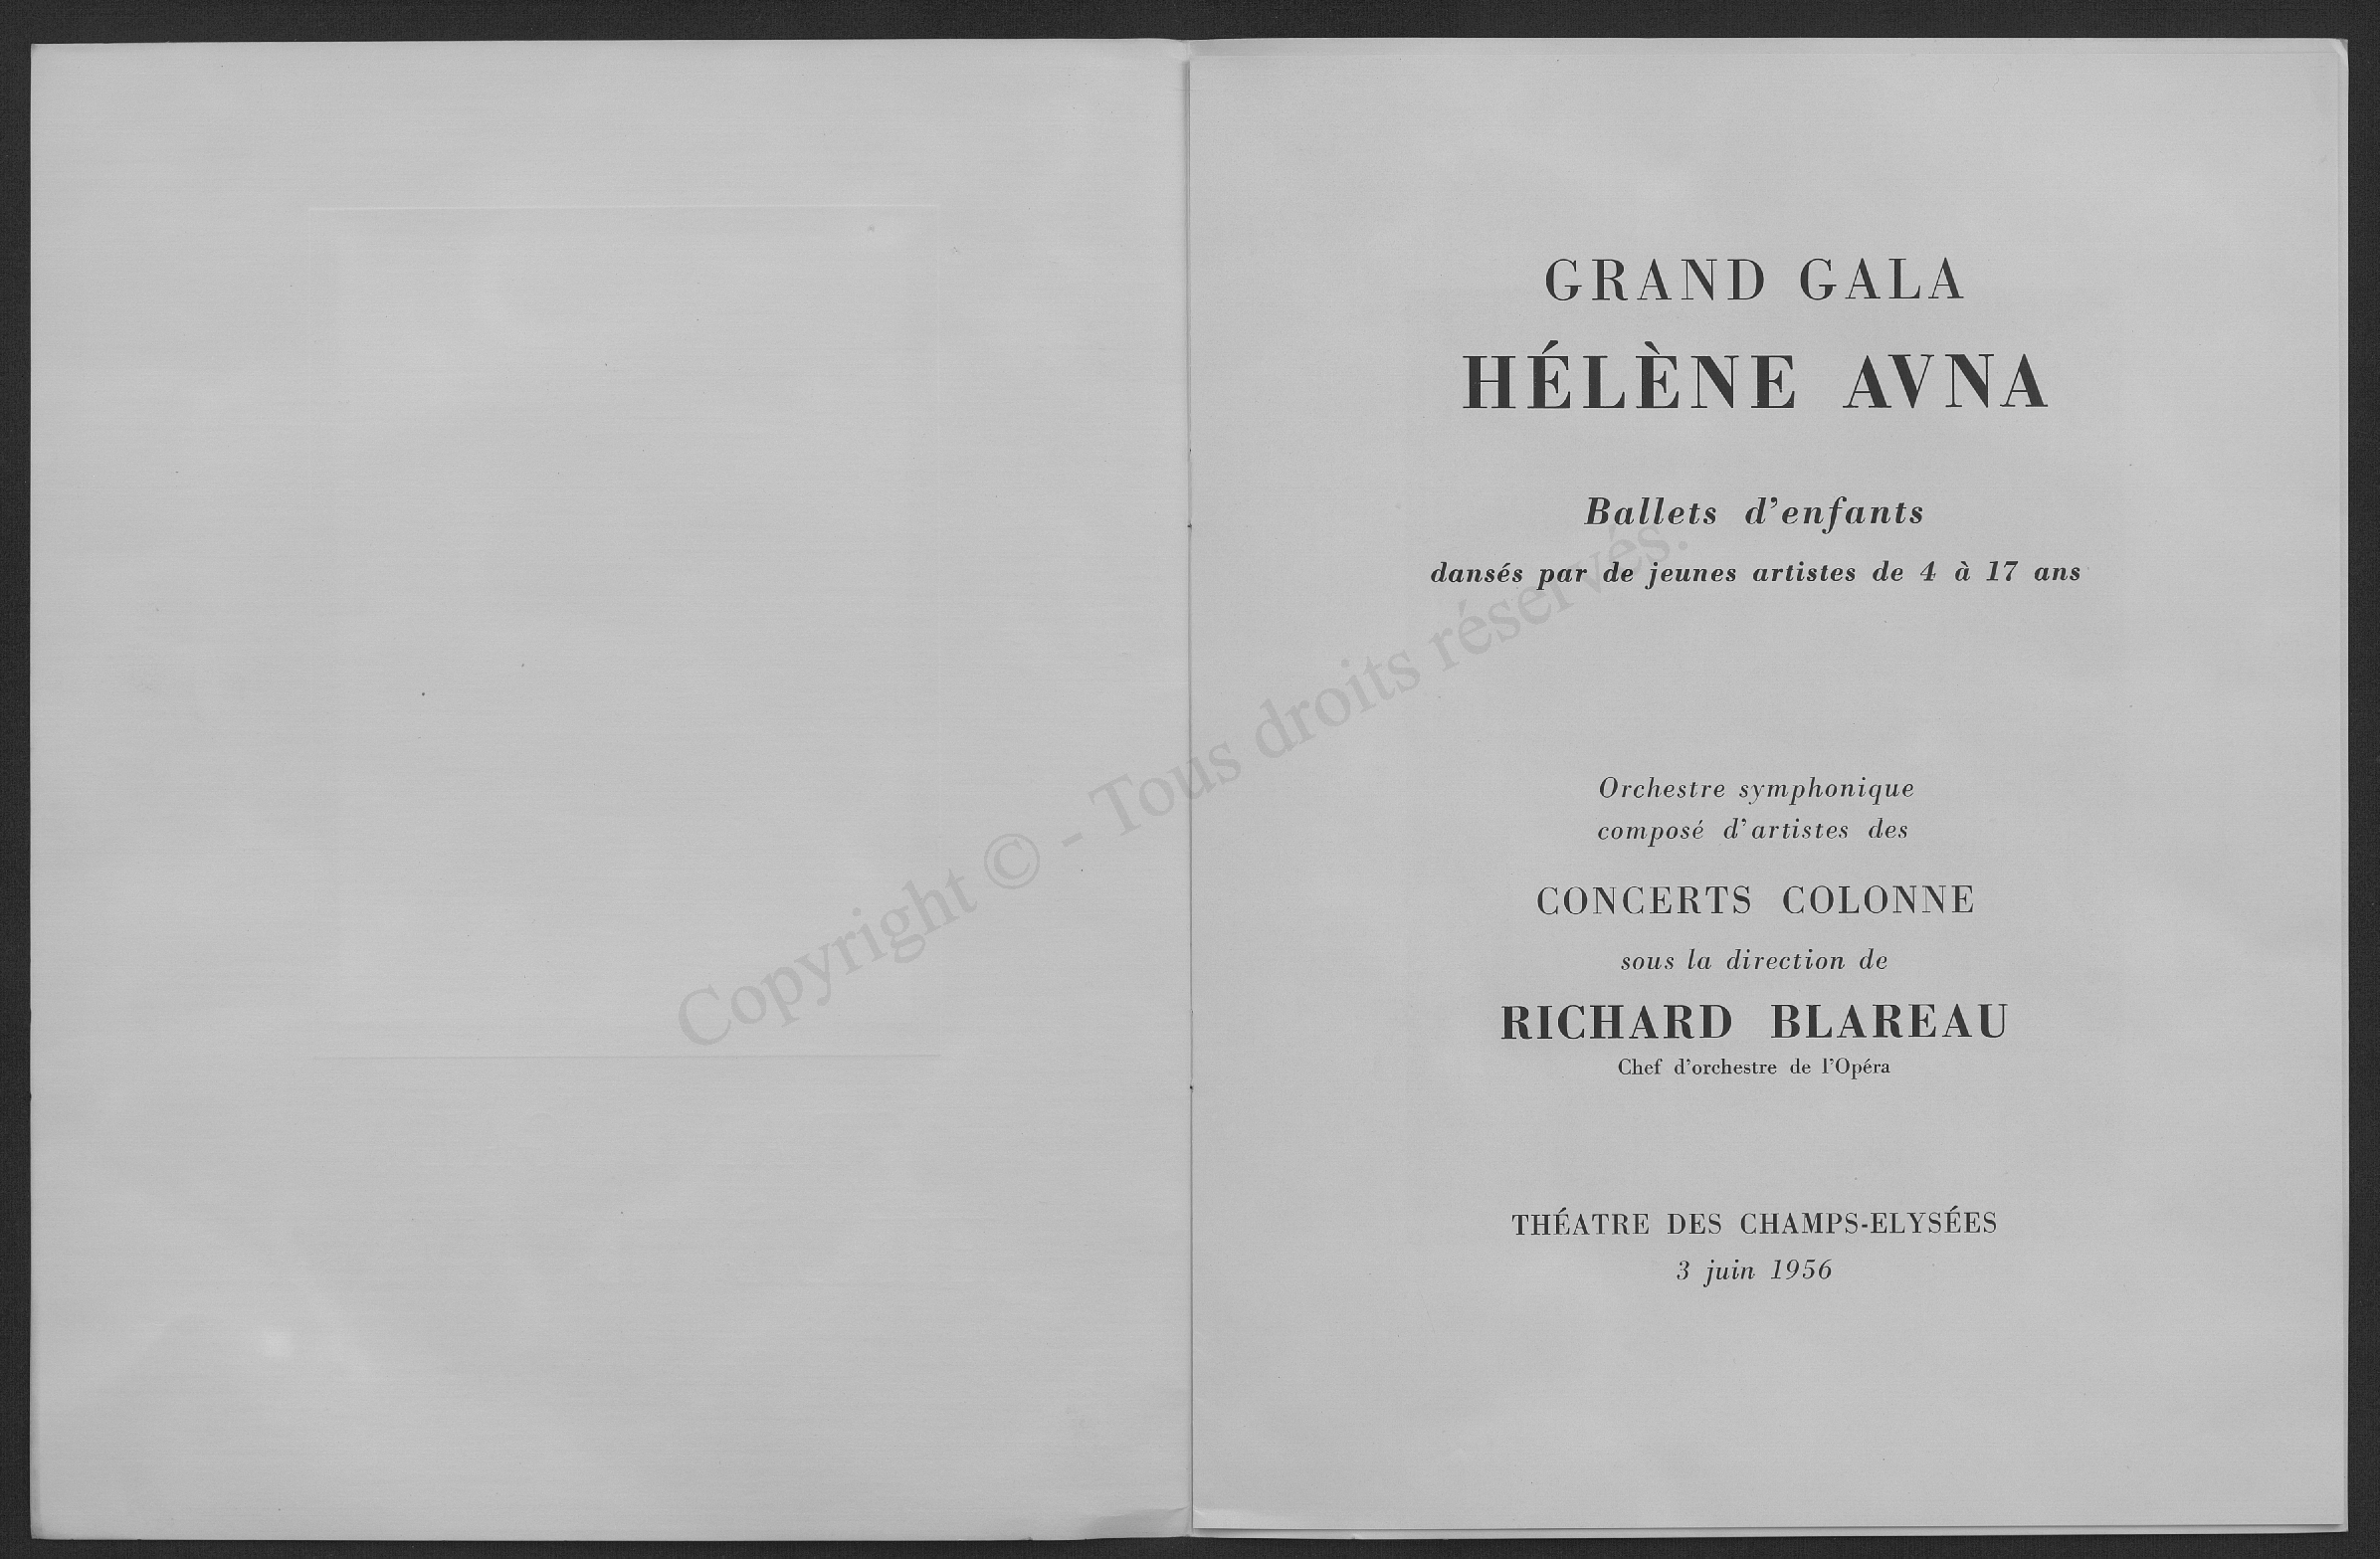 GRAND GALA
HÉLÈNE AVNA
Ballets d'enfants
dansés par de jeunes artistes de 4 à 17 ans
Orchestre symphonique
composé d'artistes des
CONCERTS COLONNE
sous la direction de
RICHARD BLAREAU
Chef d'orchestre de l'Opéra
THÉATRE DES CHAMPS-ELYSÉES
3 juin 1956
Copyright © - Tous droits réservés.